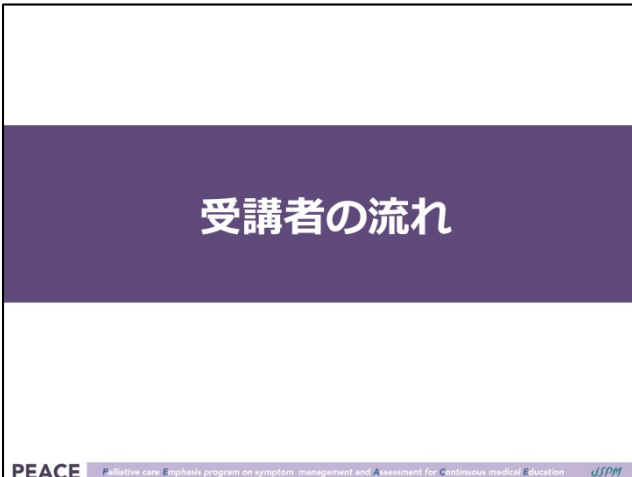 受講者の流れ
PEACE Palliative care Emphasis program on symptom management and Assessment for Continuous medical Education JSPM